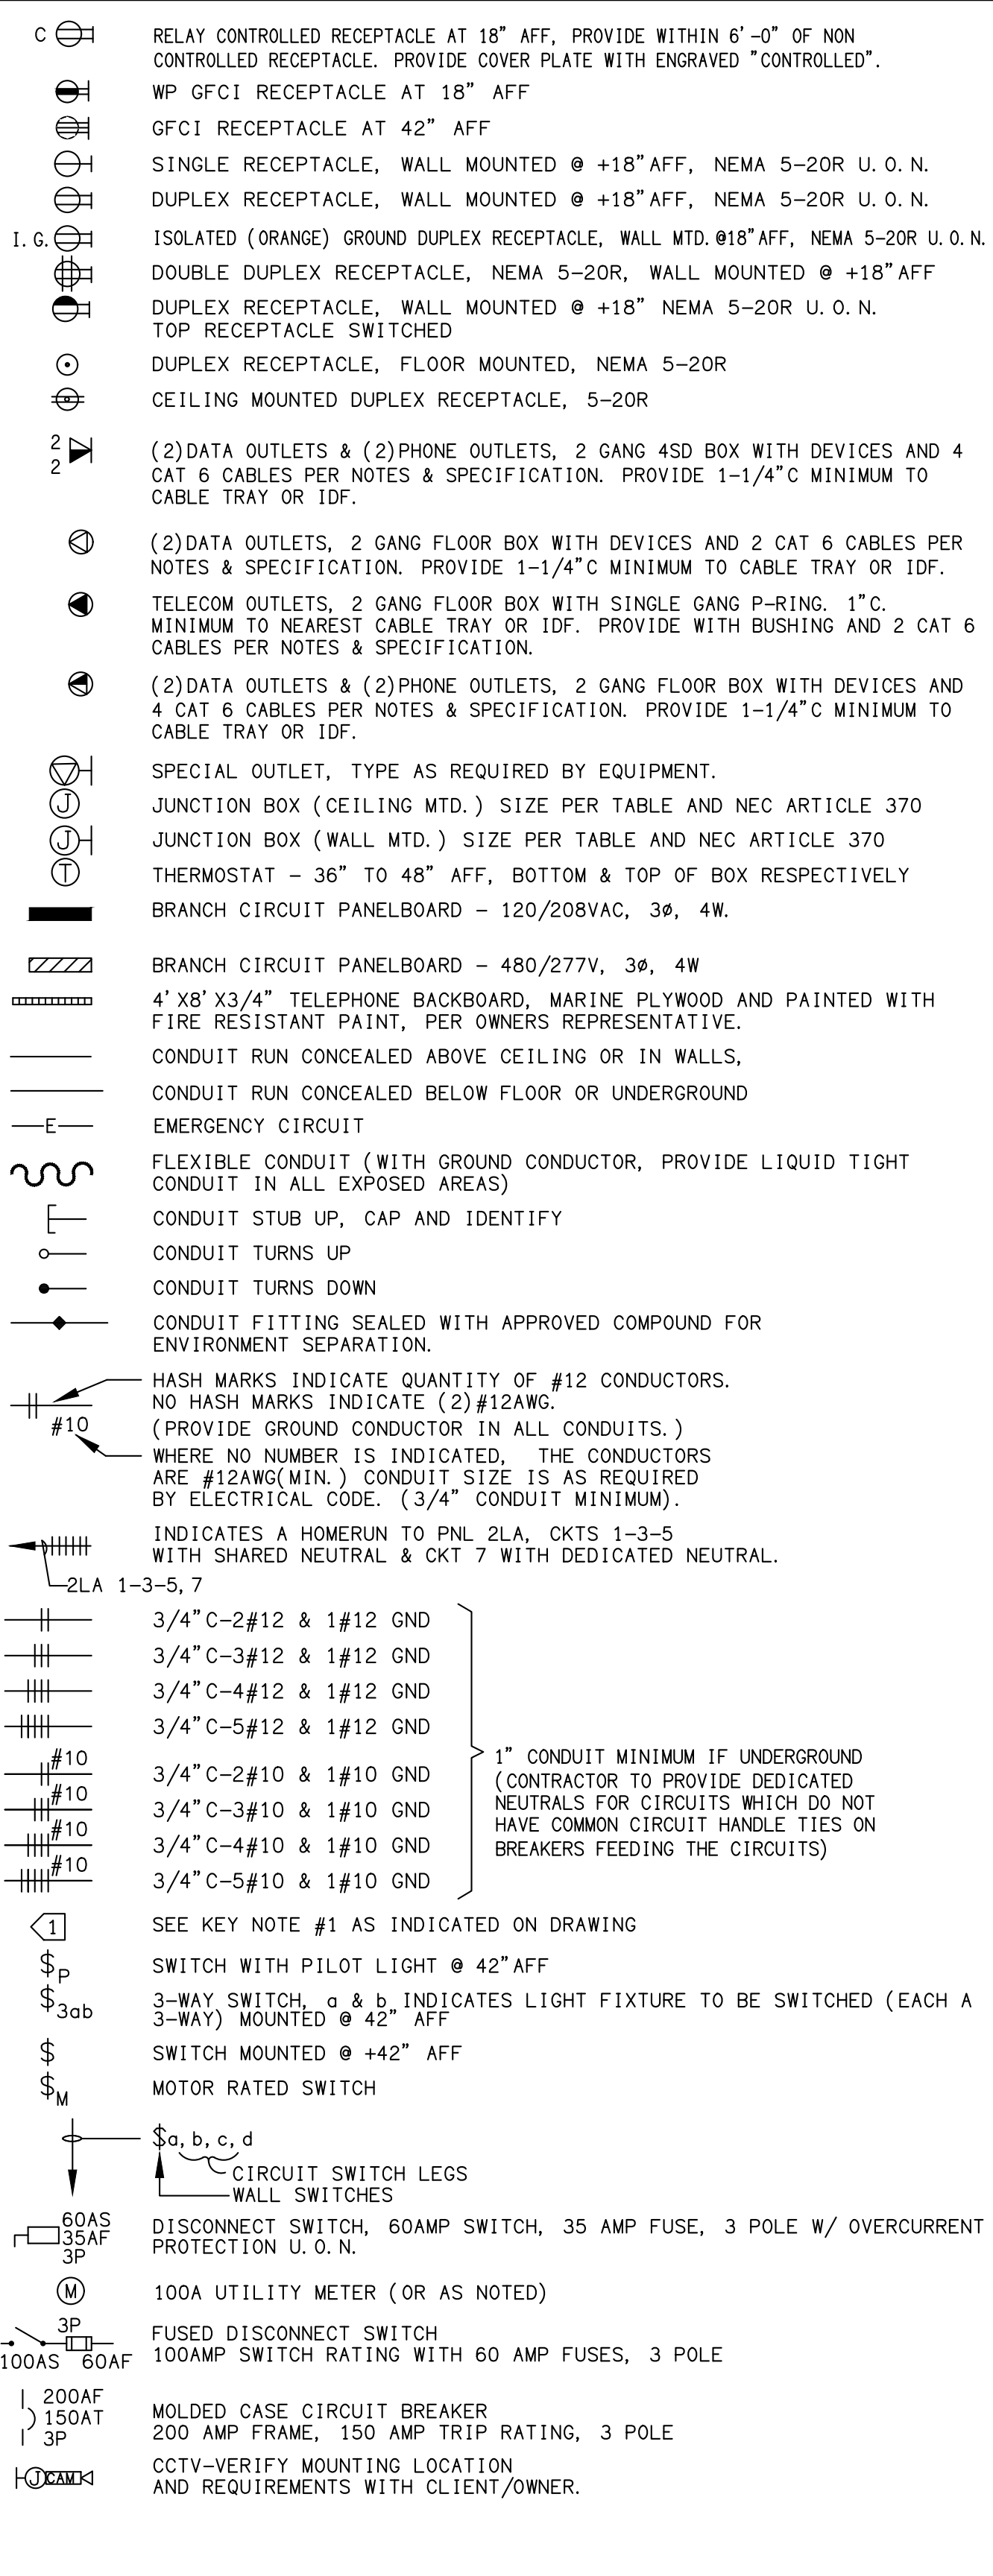 C RELAY CONTROLLED RECEPTACLE AT 18" AFF, PROVIDE WITHIN 6'-0" OF NON
CONTROLLED RECEPTACLE. PROVIDE COVER PLATE WITH ENGRAVED "CONTROLLED".
WP GFCI RECEPTACLE AT 18" AFF
GFCI RECEPTACLE AT 42" AFF
SINGLE RECEPTACLE, WALL MOUNTED @ +18"AFF, NEMA 5-20R U.O.N.
DUPLEX RECEPTACLE, WALL MOUNTED @ +18"AFF, NEMA 5-20R U.O.N.
I.G. ISOLATED (ORANGE) GROUND DUPLEX RECEPTACLE, WALL MTD.@18"AFF, NEMA 5-20R U.O.N.
DOUBLE DUPLEX RECEPTACLE, NEMA 5-20R, WALL MOUNTED @ +18"AFF
DUPLEX RECEPTACLE, WALL MOUNTED @ +18" NEMA 5-20R U.O.N.
TOP RECEPTACLE SWITCHED
DUPLEX RECEPTACLE, FLOOR MOUNTED, NEMA 5-20R
CEILING MOUNTED DUPLEX RECEPTACLE, 5-20R
2
2
(2)DATA OUTLETS & (2)PHONE OUTLETS, 2 GANG 4SD BOX WITH DEVICES AND 4
CAT 6 CABLES PER NOTES & SPECIFICATION. PROVIDE 1-1/4"C MINIMUM TO
CABLE TRAY OR IDF.
(2)DATA OUTLETS, 2 GANG FLOOR BOX WITH DEVICES AND 2 CAT 6 CABLES PER
NOTES & SPECIFICATION. PROVIDE 1-1/4"C MINIMUM TO CABLE TRAY OR IDF.
TELECOM OUTLETS, 2 GANG FLOOR BOX WITH SINGLE GANG P-RING. 1"C.
MINIMUM TO NEAREST CABLE TRAY OR IDF. PROVIDE WITH BUSHING AND 2 CAT 6
CABLES PER NOTES & SPECIFICATION.
(2)DATA OUTLETS & (2)PHONE OUTLETS, 2 GANG FLOOR BOX WITH DEVICES AND
4 CAT 6 CABLES PER NOTES & SPECIFICATION. PROVIDE 1-1/4"C MINIMUM TO
CABLE TRAY OR IDF.
SPECIAL OUTLET, TYPE AS REQUIRED BY EQUIPMENT.
J JUNCTION BOX (CEILING MTD.) SIZE PER TABLE AND NEC ARTICLE 370
J JUNCTION BOX (WALL MTD.) SIZE PER TABLE AND NEC ARTICLE 370
T THERMOSTAT - 36" TO 48" AFF, BOTTOM & TOP OF BOX RESPECTIVELY
BRANCH CIRCUIT PANELBOARD - 120/208VAC, 3ø, 4W.
BRANCH CIRCUIT PANELBOARD - 480/277V, 3ø, 4W
4'X8'X3/4" TELEPHONE BACKBOARD, MARINE PLYWOOD AND PAINTED WITH
FIRE RESISTANT PAINT, PER OWNERS REPRESENTATIVE.
CONDUIT RUN CONCEALED ABOVE CEILING OR IN WALLS,
CONDUIT RUN CONCEALED BELOW FLOOR OR UNDERGROUND
E EMERGENCY CIRCUIT
FLEXIBLE CONDUIT (WITH GROUND CONDUCTOR, PROVIDE LIQUID TIGHT
CONDUIT IN ALL EXPOSED AREAS)
CONDUIT STUB UP, CAP AND IDENTIFY
CONDUIT TURNS UP
CONDUIT TURNS DOWN
CONDUIT FITTING SEALED WITH APPROVED COMPOUND FOR
ENVIRONMENT SEPARATION.
HASH MARKS INDICATE QUANTITY OF #12 CONDUCTORS.
NO HASH MARKS INDICATE (2)#12AWG.
#10 (PROVIDE GROUND CONDUCTOR IN ALL CONDUITS.)
WHERE NO NUMBER IS INDICATED, THE CONDUCTORS
ARE #12AWG(MIN.) CONDUIT SIZE IS AS REQUIRED
BY ELECTRICAL CODE. (3/4" CONDUIT MINIMUM).
INDICATES A HOMERUN TO PNL 2LA, CKTS 1-3-5
WITH SHARED NEUTRAL & CKT 7 WITH DEDICATED NEUTRAL.
2LA 1-3-5,7
3/4"C-2#12 & 1#12 GND
3/4"C-3#12 & 1#12 GND
3/4"C-4#12 & 1#12 GND
3/4"C-5#12 & 1#12 GND
#10 3/4"C-2#10 & 1#10 GND
#10 3/4"C-3#10 & 1#10 GND
#10 3/4"C-4#10 & 1#10 GND
#10 3/4"C-5#10 & 1#10 GND
1" CONDUIT MINIMUM IF UNDERGROUND
(CONTRACTOR TO PROVIDE DEDICATED
NEUTRALS FOR CIRCUITS WHICH DO NOT
HAVE COMMON CIRCUIT HANDLE TIES ON
BREAKERS FEEDING THE CIRCUITS)
1 SEE KEY NOTE #1 AS INDICATED ON DRAWING
$P SWITCH WITH PILOT LIGHT @ 42"AFF
$3ab 3-WAY SWITCH, a & b INDICATES LIGHT FIXTURE TO BE SWITCHED (EACH A
3-WAY) MOUNTED @ 42" AFF
$ SWITCH MOUNTED @ +42" AFF
$M MOTOR RATED SWITCH
$a,b,c,d
CIRCUIT SWITCH LEGS
WALL SWITCHES
60AS
35AF
3P
DISCONNECT SWITCH, 60AMP SWITCH, 35 AMP FUSE, 3 POLE W/ OVERCURRENT
PROTECTION U.O.N.
M 100A UTILITY METER (OR AS NOTED)
3P
100AS 60AF
FUSED DISCONNECT SWITCH
100AMP SWITCH RATING WITH 60 AMP FUSES, 3 POLE
200AF
150AT
3P
MOLDED CASE CIRCUIT BREAKER
200 AMP FRAME, 150 AMP TRIP RATING, 3 POLE
J CAM CCTV-VERIFY MOUNTING LOCATION
AND REQUIREMENTS WITH CLIENT/OWNER.